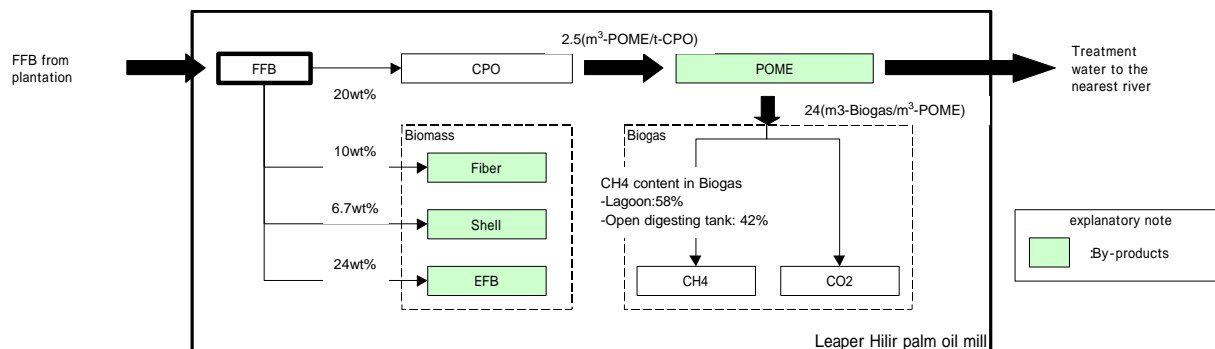 2.5(m³-POME/t-CPO)
FFB from
plantation
FFB
CPO
POME
Treatment
water to the
nearest river
20wt%
24(m3-Biogas/m³-POME)
Biomass
Biogas
10wt%
Fiber
CH4 content in Biogas
-Lagoon:58%
-Open digesting tank: 42%
6.7wt%
Shell
explanatory note
:By-products
24wt%
EFB
CH4
CO2
Leaper Hilir palm oil mill